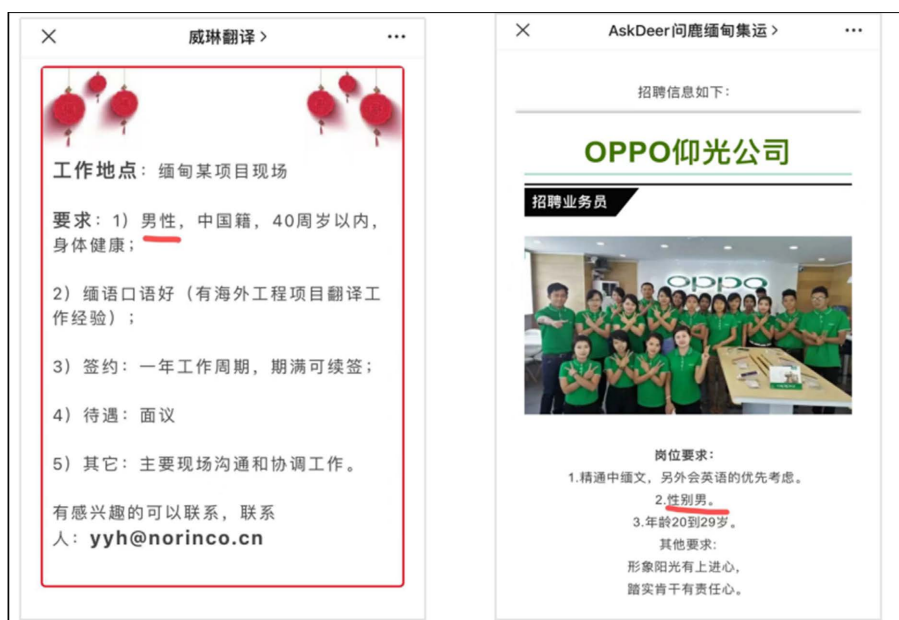 威琳翻译 >
工作地点：缅甸某项目现场
要求：1）男性，中国籍，40周岁以内，
身体健康；
2）缅语口语好（有海外工程项目翻译工
作经验）；
3）签约：一年工作周期，期满可续签；
4）待遇：面议
5）其它：主要现场沟通和协调工作。
有感兴趣的可以联系，联系
人：yyh@norinco.cn
AskDeer问鹿缅甸集运 >
招聘信息如下：
OPPO仰光公司
招聘业务员
oppo
岗位要求：
1.精通中缅文，另外会英语的优先考虑。
2.性别男。
3.年龄20到29岁。
其他要求：
形象阳光有上进心，
踏实肯干有责任心。